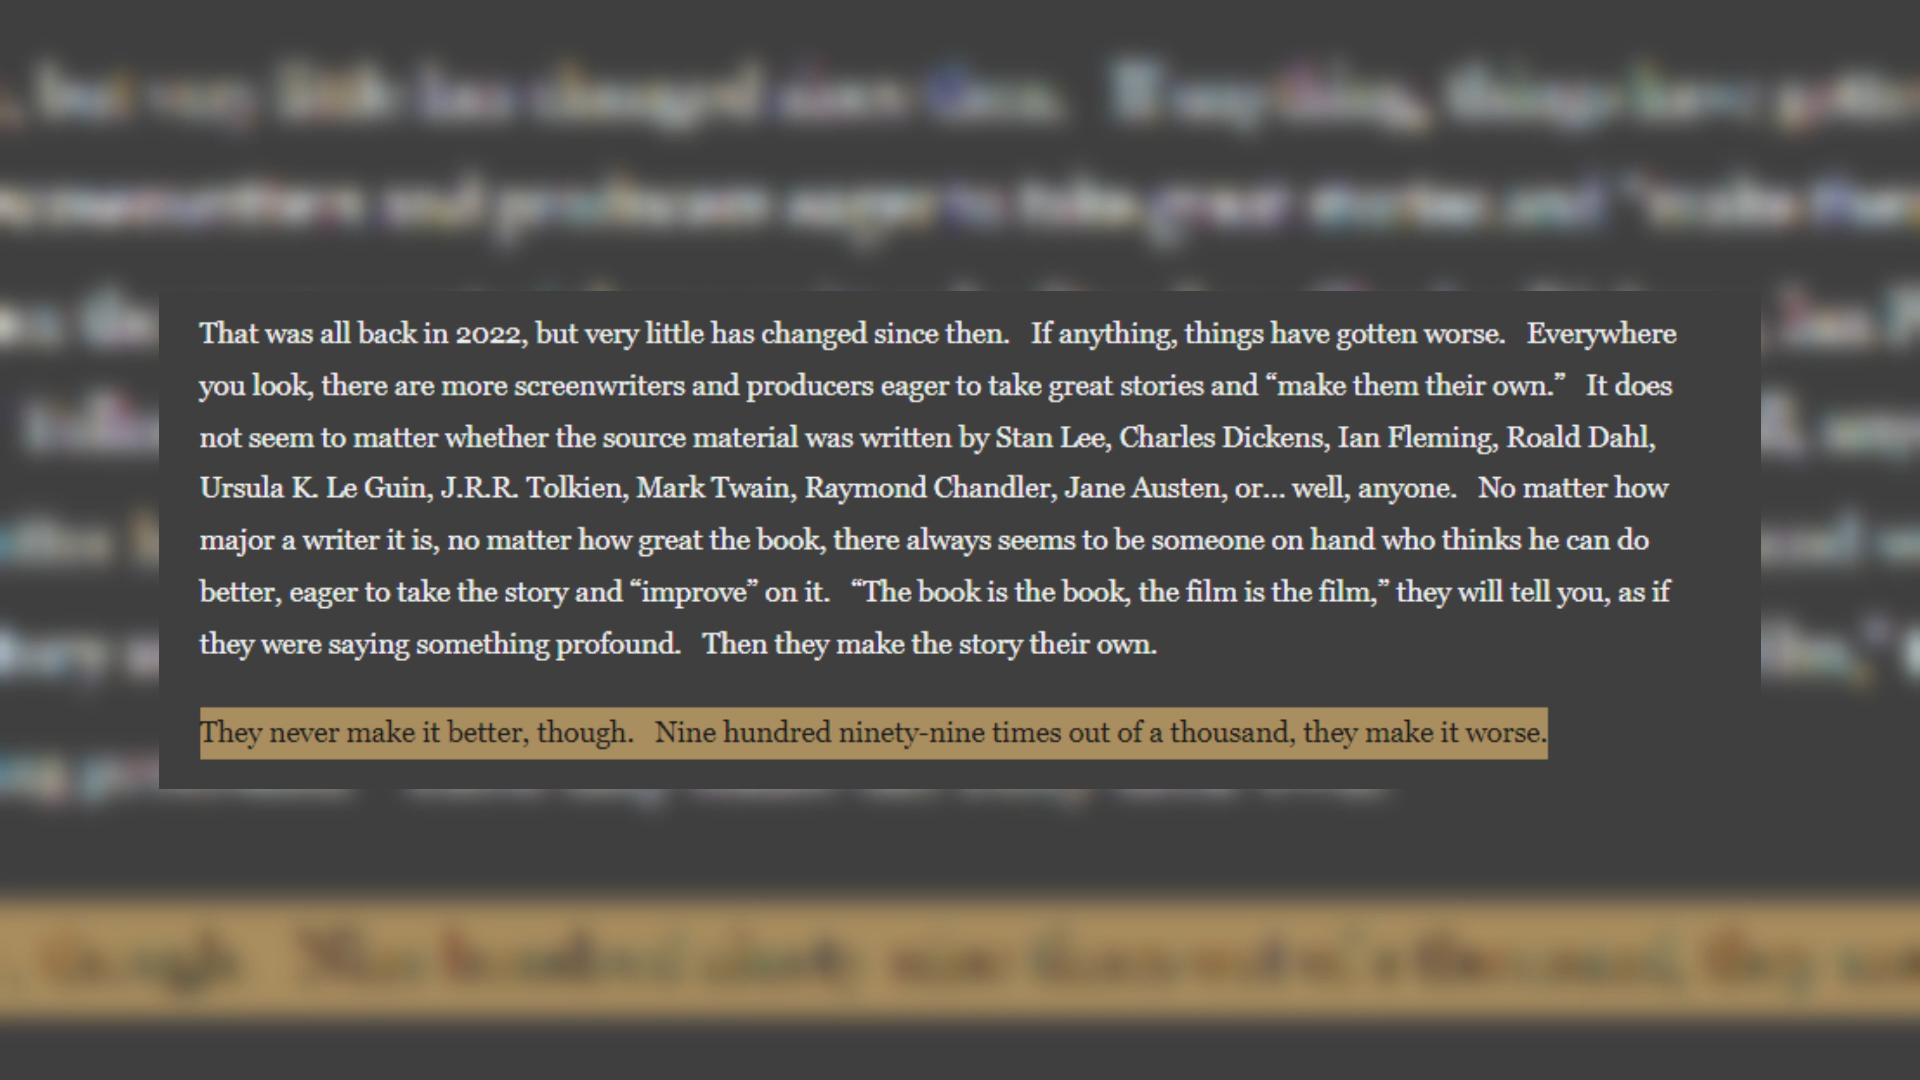 That was all back in 2022, but very little has changed since then.   If anything, things have gotten worse.   Everywhere
you look, there are more screenwriters and producers eager to take great stories and “make them their own.”   It does
not seem to matter whether the source material was written by Stan Lee, Charles Dickens, Ian Fleming, Roald Dahl,
Ursula K. Le Guin, J.R.R. Tolkien, Mark Twain, Raymond Chandler, Jane Austen, or… well, anyone.   No matter how
major a writer it is, no matter how great the book, there always seems to be someone on hand who thinks he can do
better, eager to take the story and “improve” on it.   “The book is the book, the film is the film,” they will tell you, as if
they were saying something profound.   Then they make the story their own.
They never make it better, though.   Nine hundred ninety-nine times out of a thousand, they make it worse.